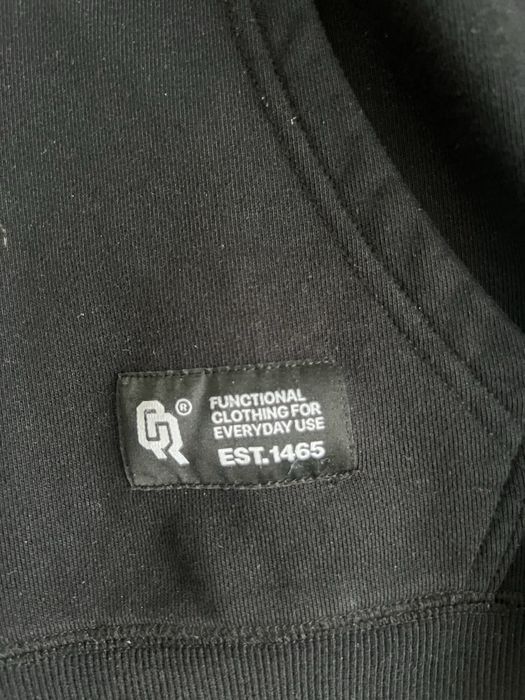 ®
FUNCTIONAL
CLOTHING FOR
EVERYDAY USE
EST.1465